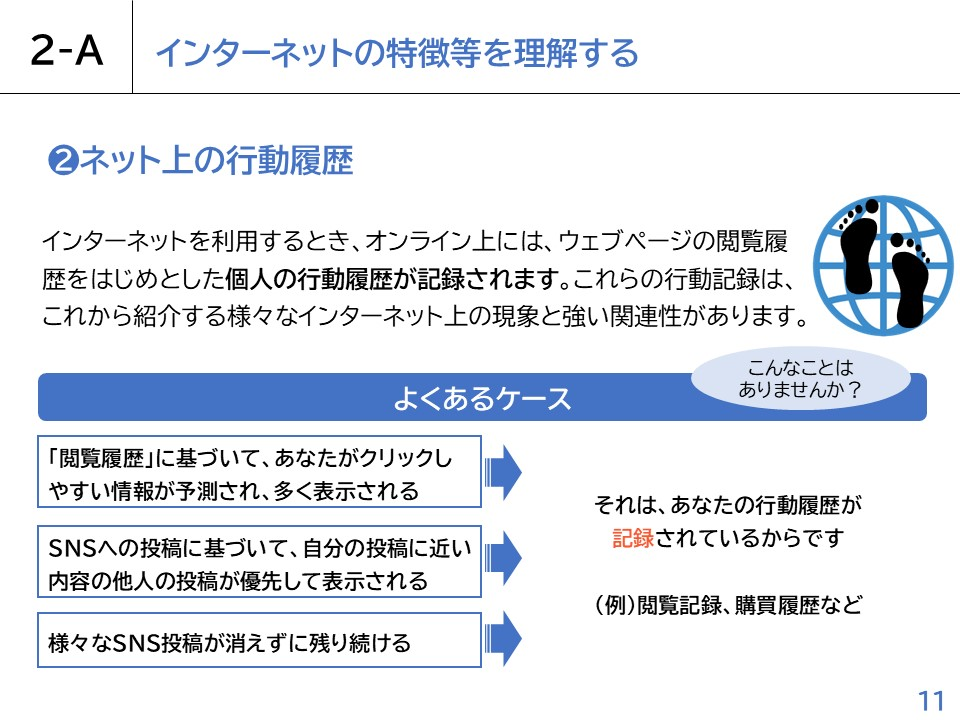 2-A
インターネットの特徴等を理解する
❷ネット上の行動履歴
インターネットを利用するとき、オンライン上には、ウェブページの閲覧履
歴をはじめとした個人の行動履歴が記録されます。これらの行動記録は、
これから紹介する様々なインターネット上の現象と強い関連性があります。
こんなことは
ありませんか？
よくあるケース
「閲覧履歴」に基づいて、あなたがクリックし
やすい情報が予測され、多く表示される
SNSへの投稿に基づいて、自分の投稿に近い
内容の他人の投稿が優先して表示される
様々なSNS投稿が消えずに残り続ける
それは、あなたの行動履歴が
記録されているからです
（例）閲覧記録、購買履歴など
11